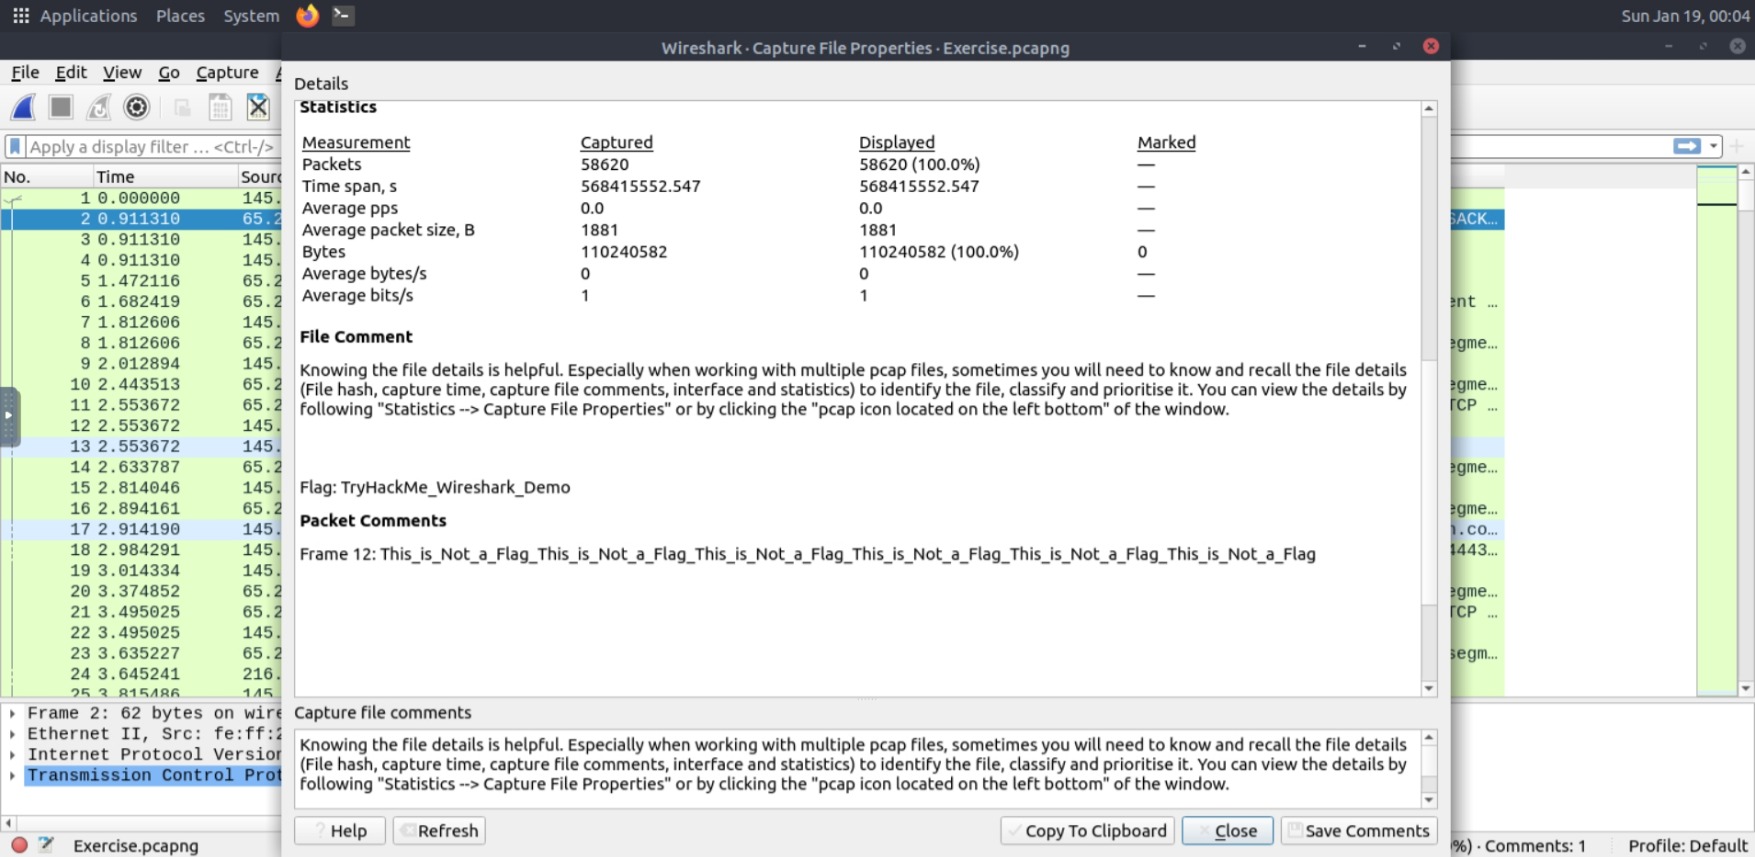 Applications Places System Sun Jan 19, 00:04
Wireshark · Capture File Properties · Exercise.pcapng
File Edit View Go Capture
Apply a display filter … <Ctrl-/>
No. Time
1 0.000000 145.
2 0.911310 65.2
3 0.911310 145.
4 0.911310 145.
5 1.472116 65.2
6 1.682419 65.2
7 1.812606 145.
8 1.812606 65.2
9 2.012894 145.
10 2.443513 65.2
11 2.553672 65.2
12 2.553672 145.
13 2.553672 145.
14 2.633787 65.2
15 2.814046 145.
16 2.894161 65.2
17 2.914190 145.
18 2.984291 145.
19 3.014334 145.
20 3.374852 65.2
21 3.495025 65.2
22 3.495025 145.
23 3.635227 65.2
24 3.645241 216.
25 3.815486 145
Frame 2: 62 bytes on wire
Ethernet II, Src: fe:ff:2
Internet Protocol Version
Transmission Control Prot
Exercise.pcapng
Details
Statistics
Measurement Captured Displayed Marked
Packets 58620 58620 (100.0%) —
Time span, s 568415552.547 568415552.547 —
Average pps 0.0 0.0 —
Average packet size, B 1881 1881 —
Bytes 110240582 110240582 (100.0%) 0
Average bytes/s 0 0 —
Average bits/s 1 1 —
File Comment
Knowing the file details is helpful. Especially when working with multiple pcap files, sometimes you will need to know and recall the file details
(File hash, capture time, capture file comments, interface and statistics) to identify the file, classify and prioritise it. You can view the details by
following "Statistics --> Capture File Properties" or by clicking the "pcap icon located on the left bottom" of the window.
Flag: TryHackMe_Wireshark_Demo
Packet Comments
Frame 12: This_is_Not_a_Flag_This_is_Not_a_Flag_This_is_Not_a_Flag_This_is_Not_a_Flag_This_is_Not_a_Flag_This_is_Not_a_Flag
Capture file comments
Knowing the file details is helpful. Especially when working with multiple pcap files, sometimes you will need to know and recall the file details
(File hash, capture time, capture file comments, interface and statistics) to identify the file, classify and prioritise it. You can view the details by
following "Statistics --> Capture File Properties" or by clicking the "pcap icon located on the left bottom" of the window.
Help Refresh Copy To Clipboard Close Save Comments
SACK…
ent …
egme…
egme…
TCP …
egme…
egme…
n.co…
4443…
egme…
TCP …
segm…
%) · Comments: 1 Profile: Default